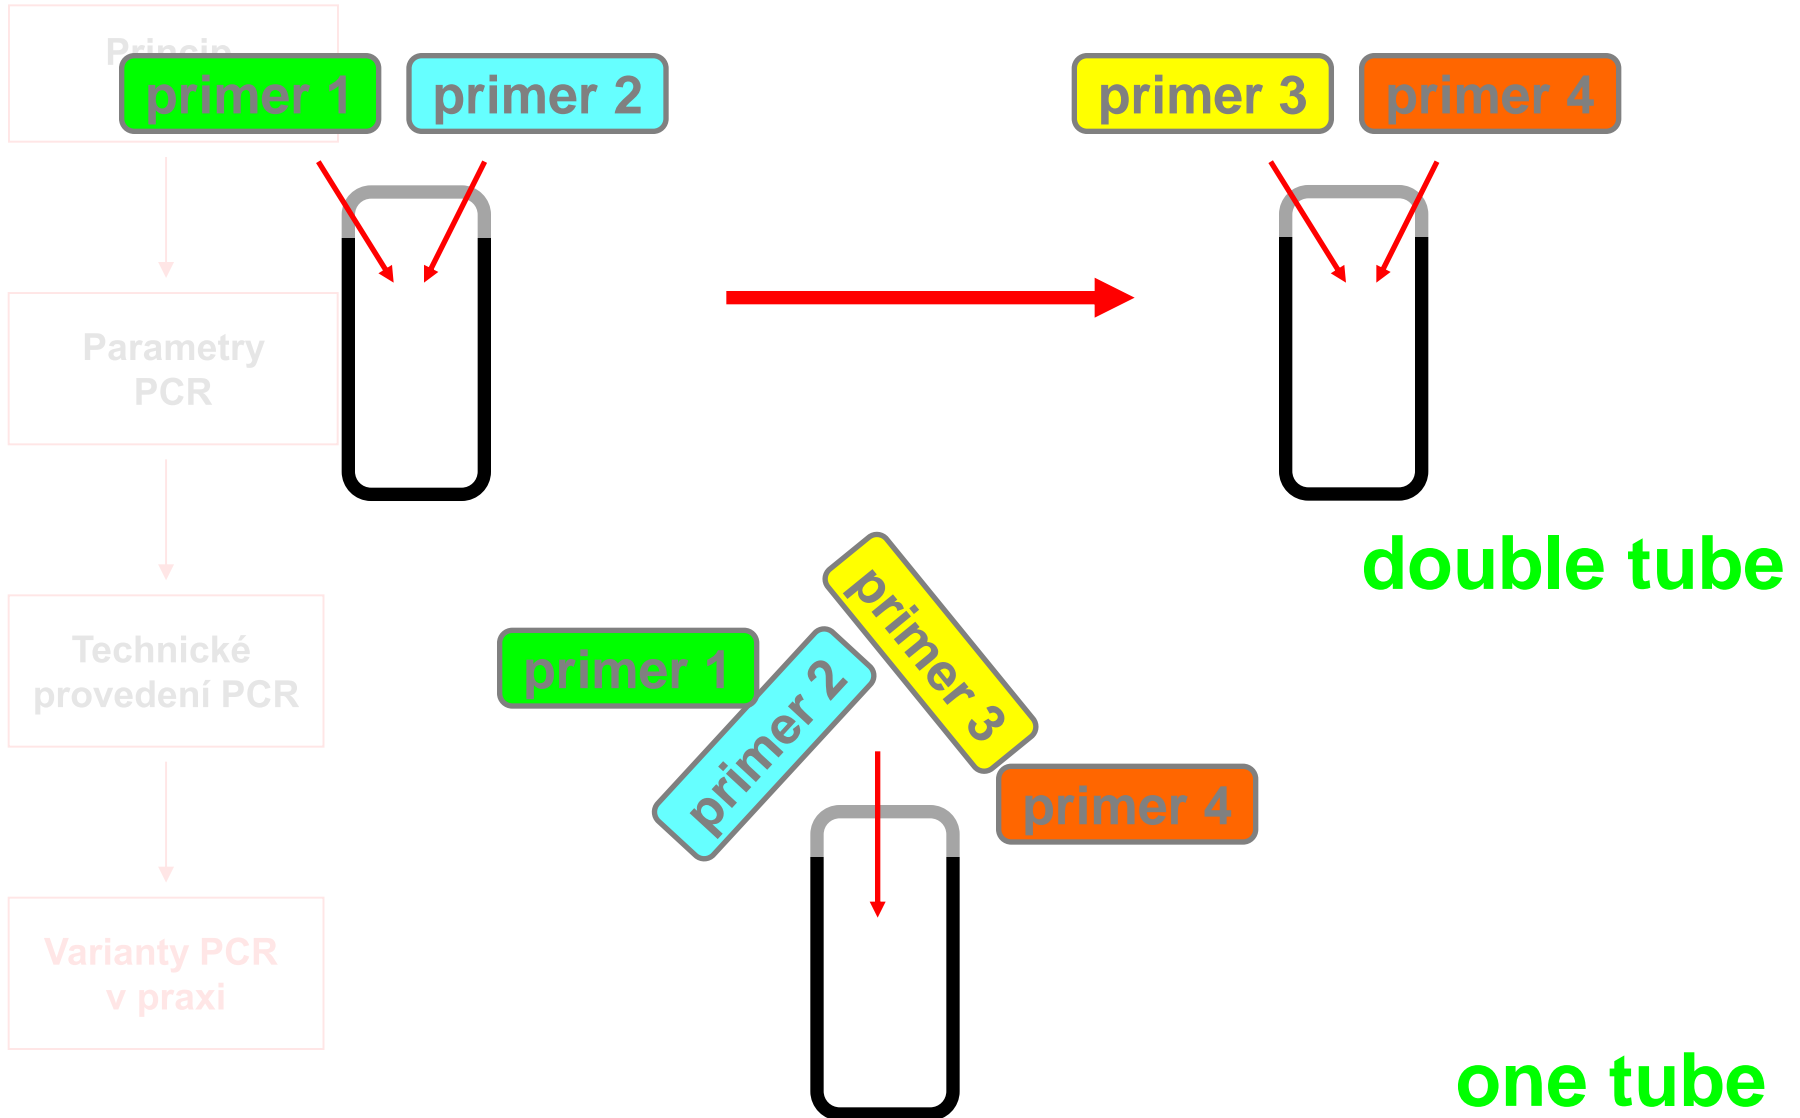 Princip
primer 1
primer 2
primer 3
primer 4
Parametry
PCR
double tube
primer 1
primer 2
primer 3
primer 4
Technické
provedení PCR
Varianty PCR
v praxi
one tube